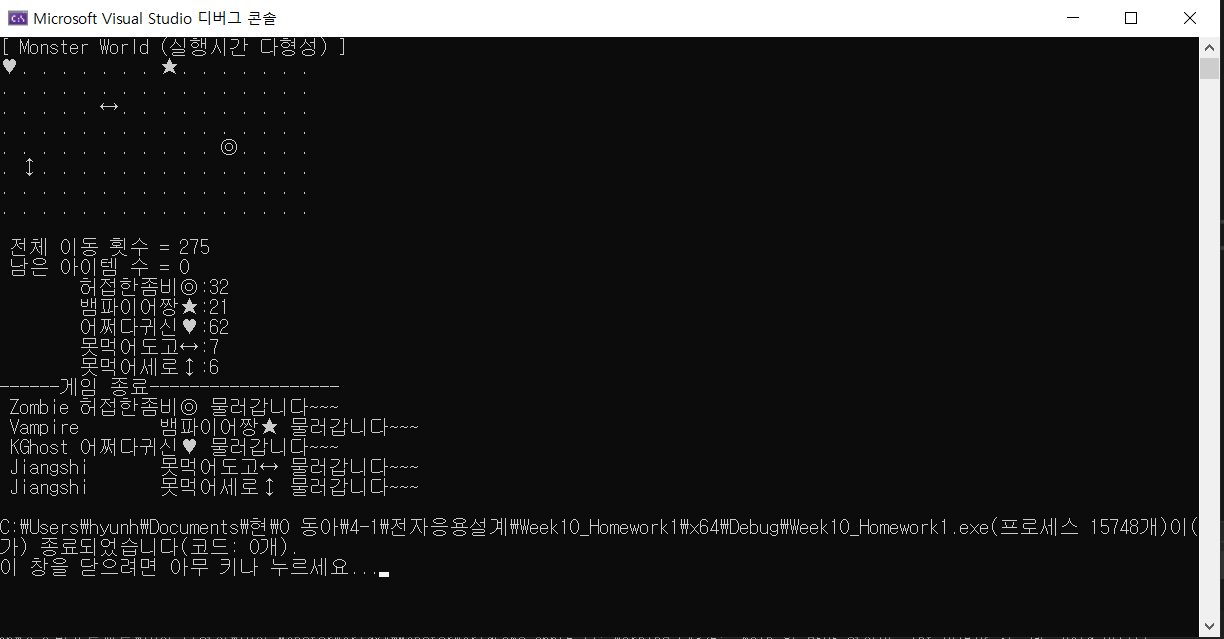 Microsoft Visual Studio 디버그 콘솔
[ Monster World (실행시간 다형성) ]
♥. . . . . . . ★. . . . . . .
. . . . . . . . . . . . . . . .
. . . . . ↔. . . . . . . . . .
. . . . . . . . . . . . . . . .
. . . . . . . . . . . ◎. . . .
. ↕. . . . . . . . . . . . . .
. . . . . . . . . . . . . . . .
. . . . . . . . . . . . . . . .
전체 이동 횟수 = 275
남은 아이템 수 = 0
허접한좀비◎:32
뱀파이어짱★:21
어쩌다귀신♥:62
못먹어도고↔:7
못먹어세로↕:6
------게임 종료-------------------
Zombie 허접한좀비◎ 물러갑니다~~~
Vampire 뱀파이어짱★ 물러갑니다~~~
KGhost 어쩌다귀신♥ 물러갑니다~~~
Jiangshi 못먹어도고↔ 물러갑니다~~~
Jiangshi 못먹어세로↕ 물러갑니다~~~
C:₩Users₩hyunh₩Documents₩현₩0 동아₩4-1₩전자응용설계₩Week10_Homework1₩x64₩Debug₩Week10_Homework1.exe(프로세스 15748개)이(
가) 종료되었습니다(코드: 0개).
이 창을 닫으려면 아무 키나 누르세요...